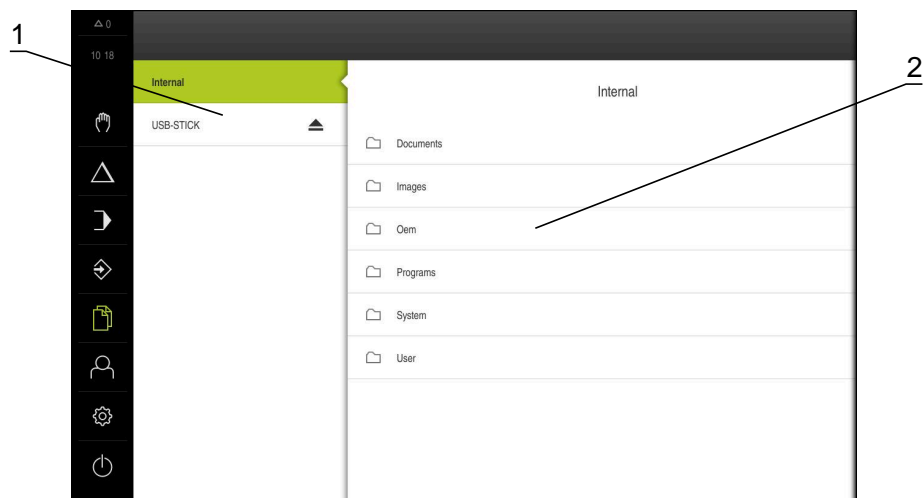 1
△ 0
10 18
2
Internal
USB-STICK
Internal
Documents
Images
Oem
Programs
System
User